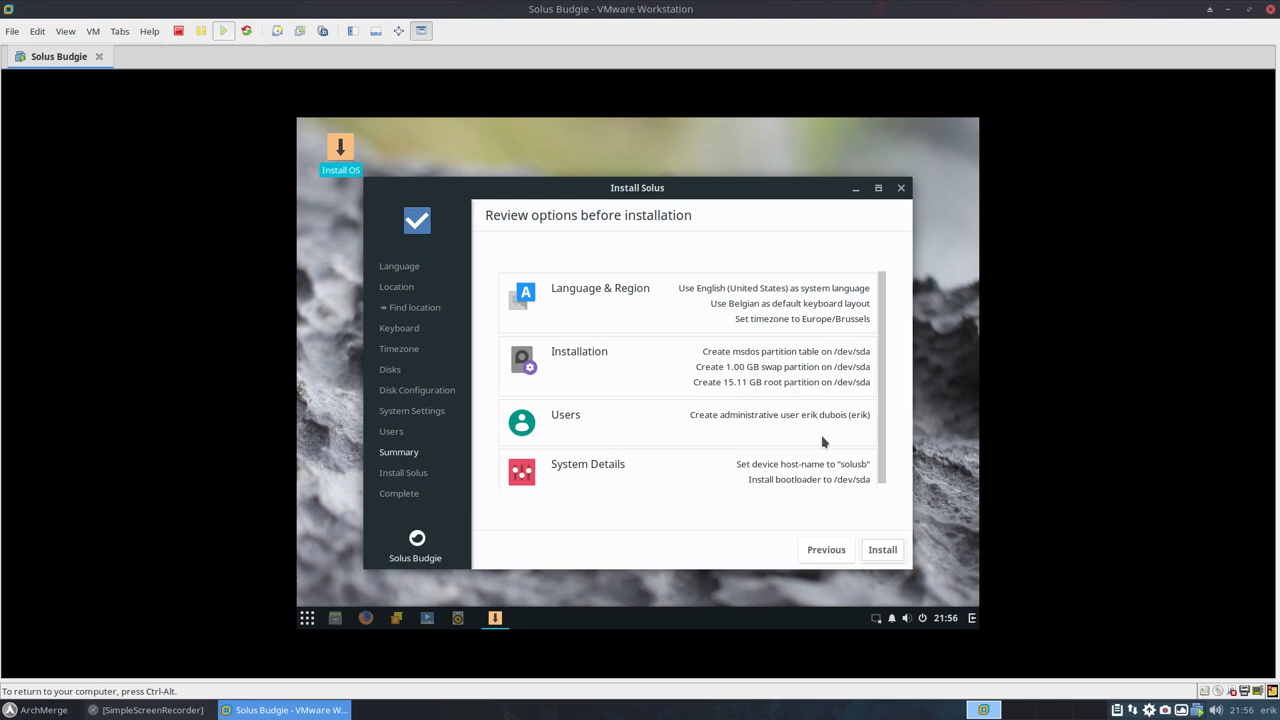 Solus Budgie - VMware Workstation
File Edit View VM Tabs Help
Solus Budgie
Install OS
Install Solus
Review options before installation
Language
Location
Find location
Keyboard
Timezone
Disks
Disk Configuration
System Settings
Users
Summary
Install Solus
Complete
Solus Budgie
A
Language & Region
Use English (United States) as system language
Use Belgian as default keyboard layout
Set timezone to Europe/Brussels
Installation
Create msdos partition table on /dev/sda
Create 1.00 GB swap partition on /dev/sda
Create 15.11 GB root partition on /dev/sda
Users
Create administrative user erik dubois (erik)
System Details
Set device host-name to "solusb"
Install bootloader to /dev/sda
Previous Install
21:56
To return to your computer, press Ctrl-Alt.
ArchMerge [SimpleScreenRecorder] Solus Budgie - VMware W... 21:56 erik